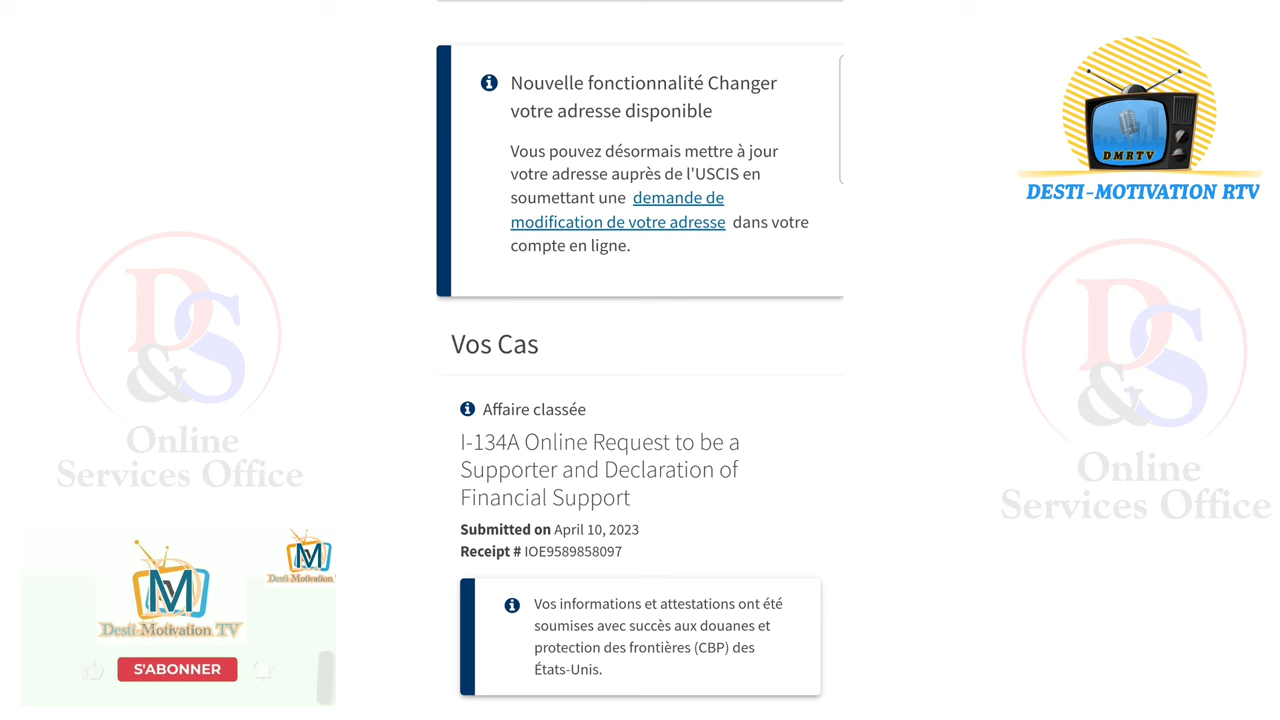 Nouvelle fonctionnalité Changer
votre adresse disponible
Vous pouvez désormais mettre à jour
votre adresse auprès de l'USCIS en
soumettant une demande de
modification de votre adresse dans votre
compte en ligne.
Vos Cas
Affaire classée
I-134A Online Request to be a
Supporter and Declaration of
Financial Support
Submitted on April 10, 2023
Receipt # IOE9589858097
Vos informations et attestations ont été
soumises avec succès aux douanes et
protection des frontières (CBP) des
États-Unis.
DMRTV
DESTI-MOTIVATION RTV
D&S
Online
Services Office
D&S
Online
Services Office
M
Desti-Motivation TV
M
Desti-Motivation
S'ABONNER